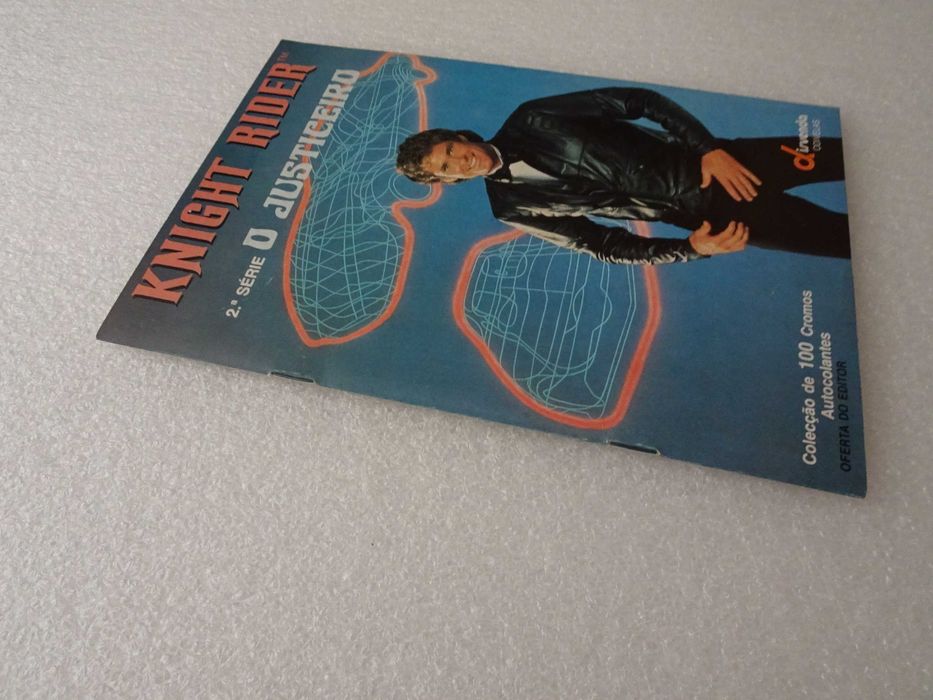 KNIGHT RIDER™
2.ª SÉRIE O JUSTICEIRO
Colecção de 100 Cromos
Autocolantes
OFERTA DO EDITOR